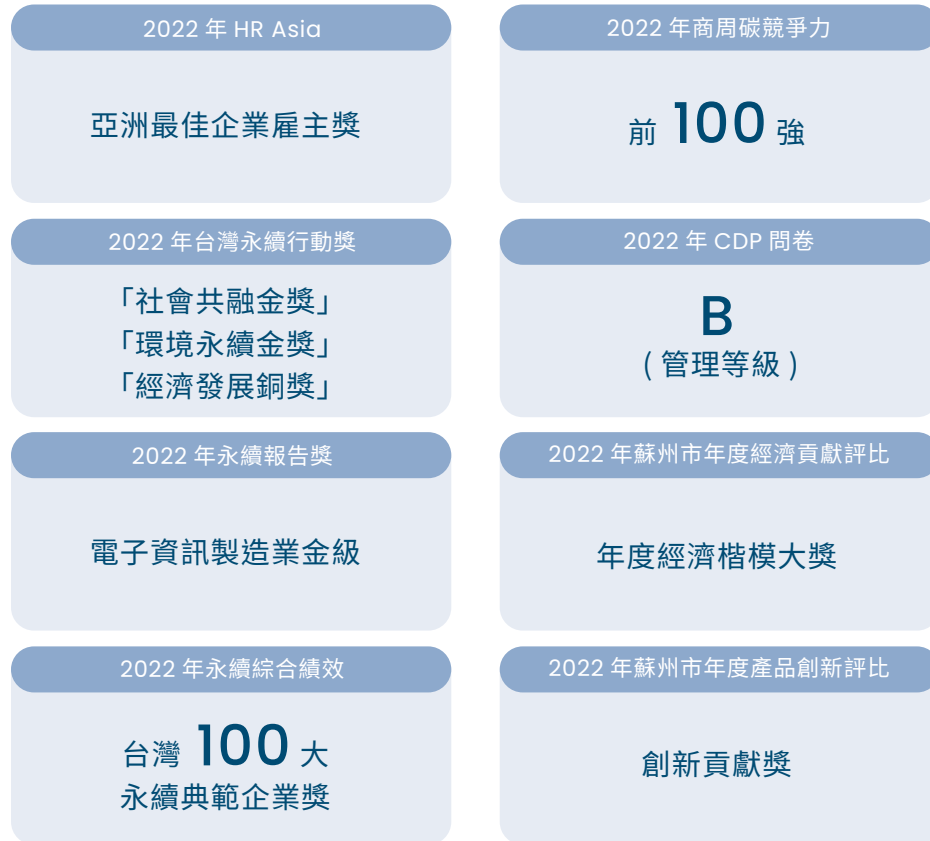 2022 年 HR Asia
亞洲最佳企業雇主獎
2022 年商周碳競爭力
前 100 強
2022 年台灣永續行動獎
「社會共融金獎」
「環境永續金獎」
「經濟發展銅獎」
2022 年 CDP 問卷
B
( 管理等級 )
2022 年永續報告獎
電子資訊製造業金級
2022 年蘇州市年度經濟貢獻評比
年度經濟楷模大獎
2022 年永續綜合績效
台灣 100 大
永續典範企業獎
2022 年蘇州市年度產品創新評比
創新貢獻獎